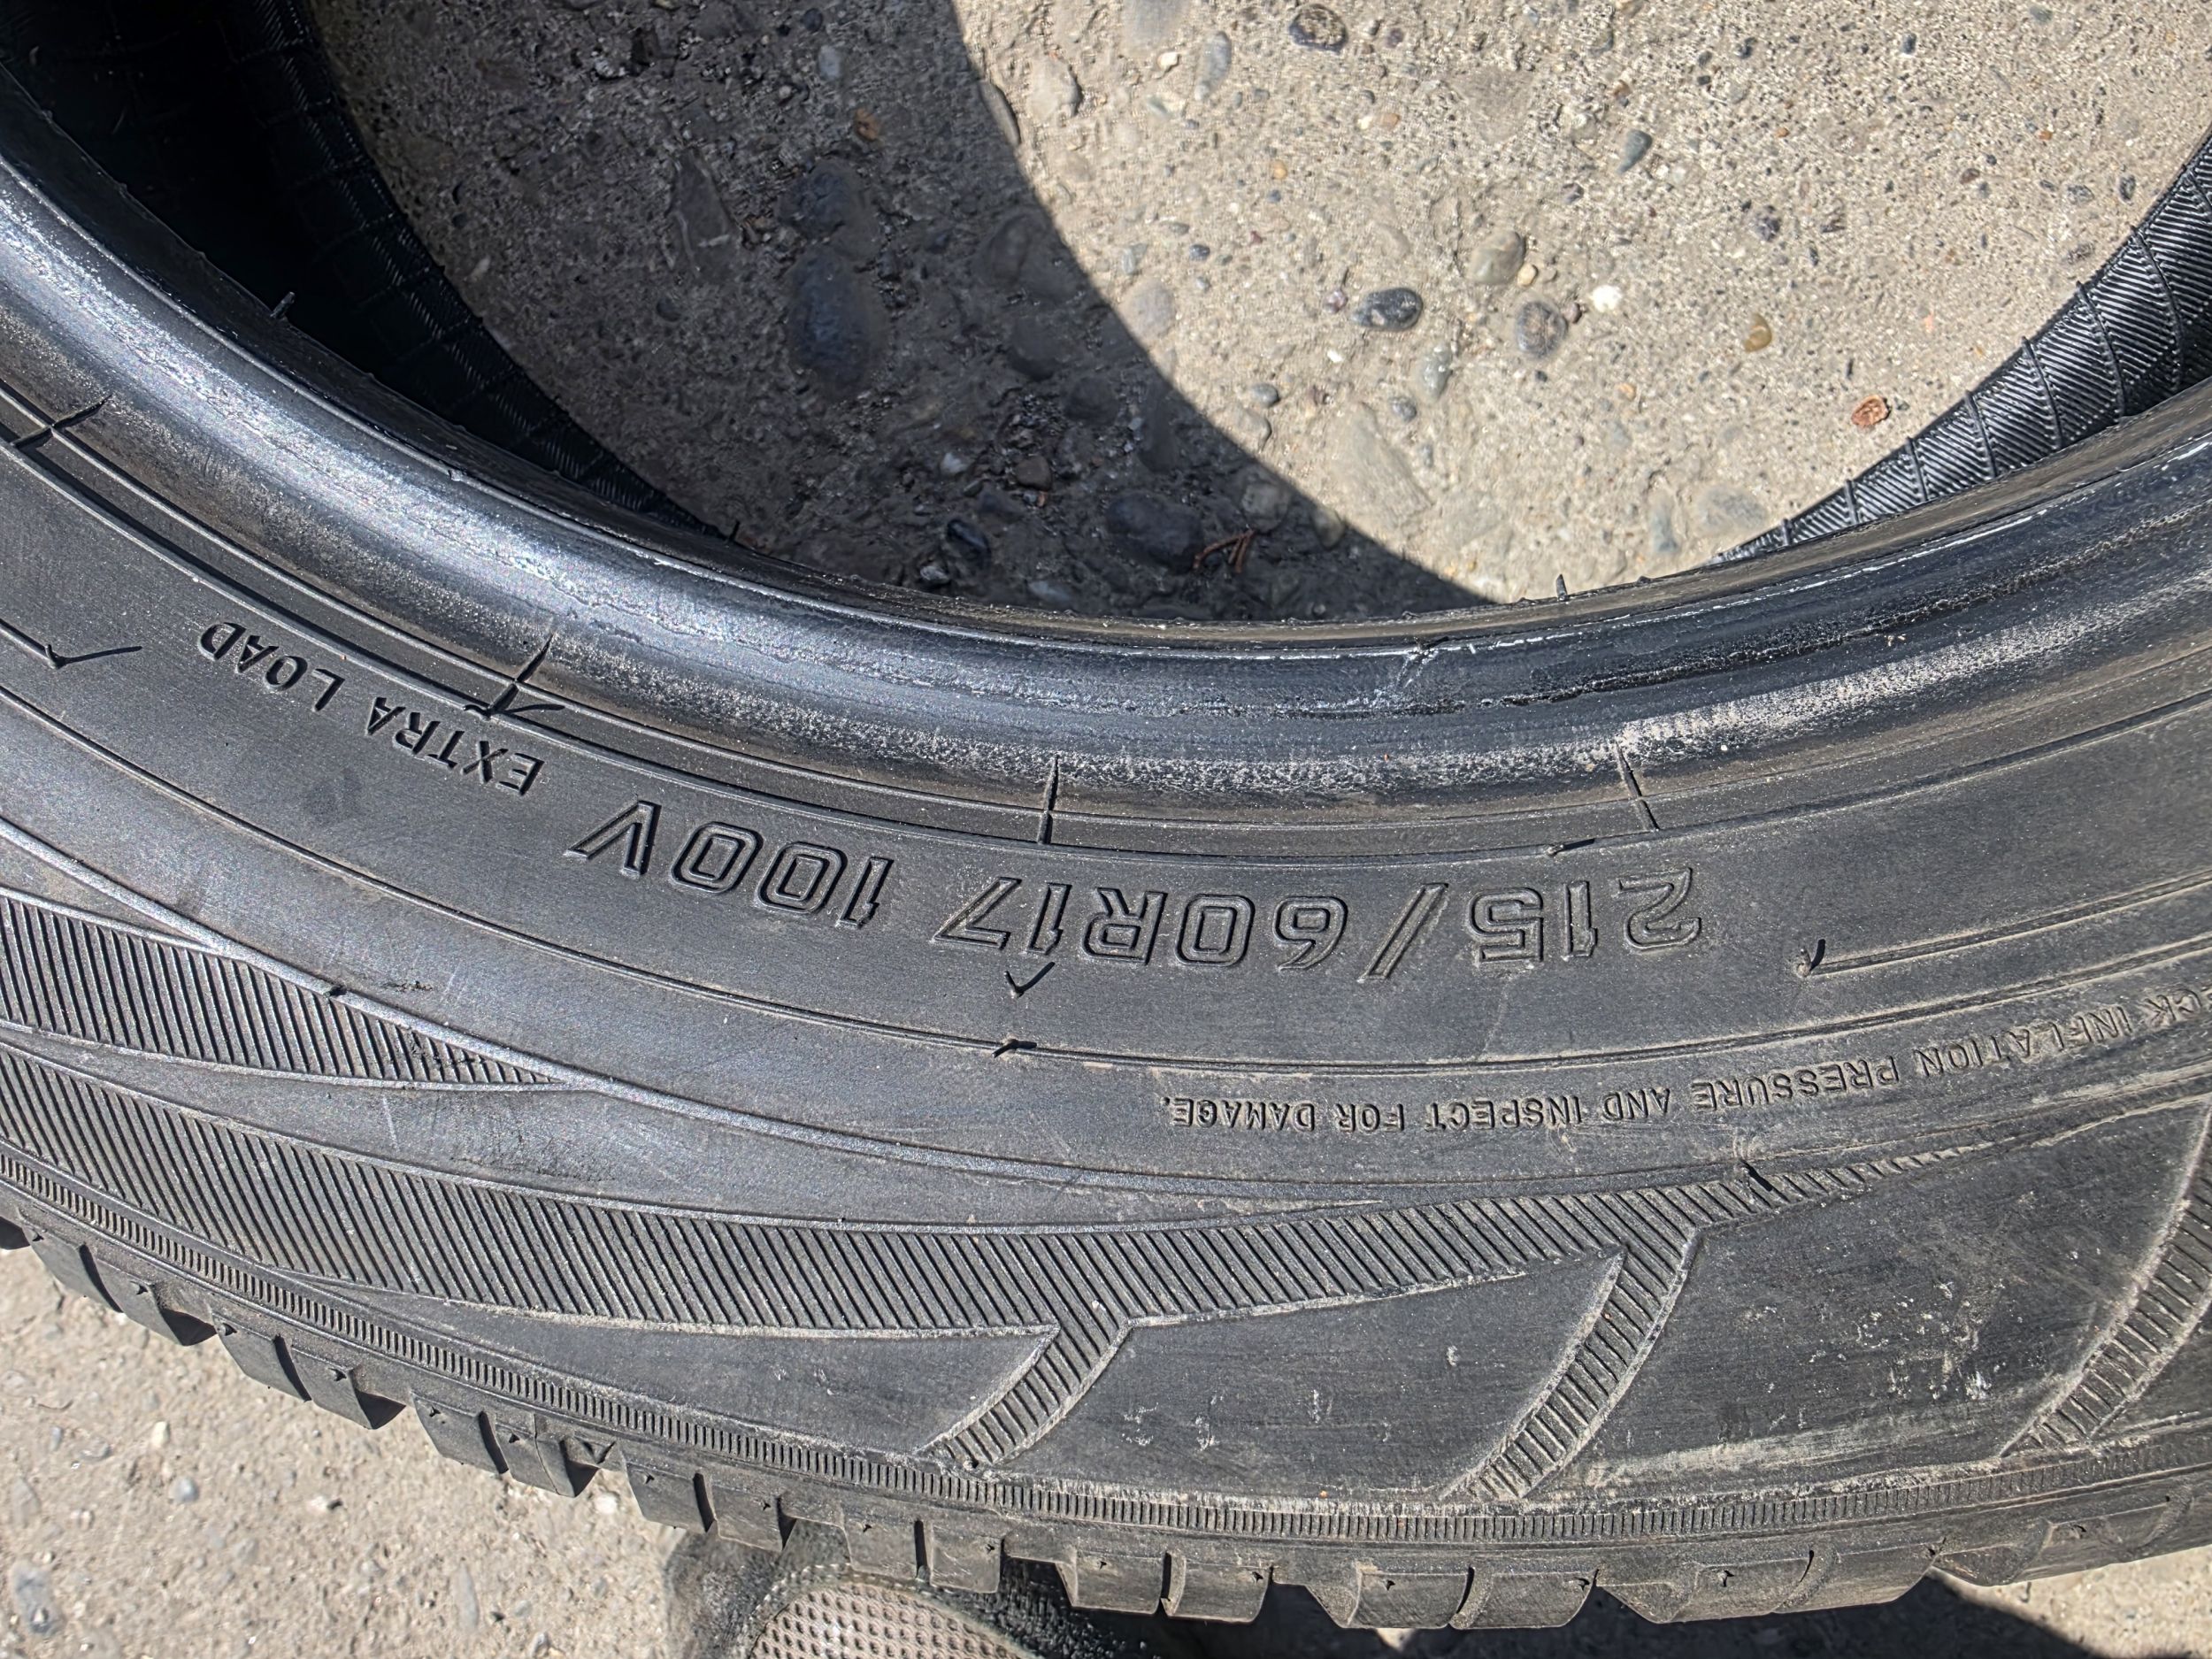 215/60R17 100V EXTRA LOAD
INFLATION PRESSURE AND INSPECT FOR DAMAGE.